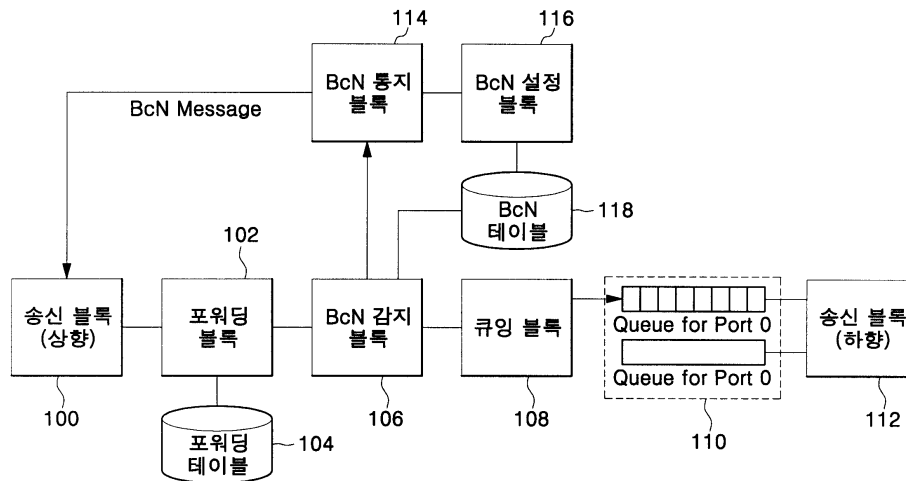 114
116
BcN 통지
블록
BcN 설정
블록
BcN Message
BcN
테이블
118
102
송신 블록
(상향)
포워딩
블록
BcN 감지
블록
큐잉 블록
Queue for Port 0
Queue for Port 0
송신 블록
(하향)
100
포워딩
테이블
104
106
108
110
112